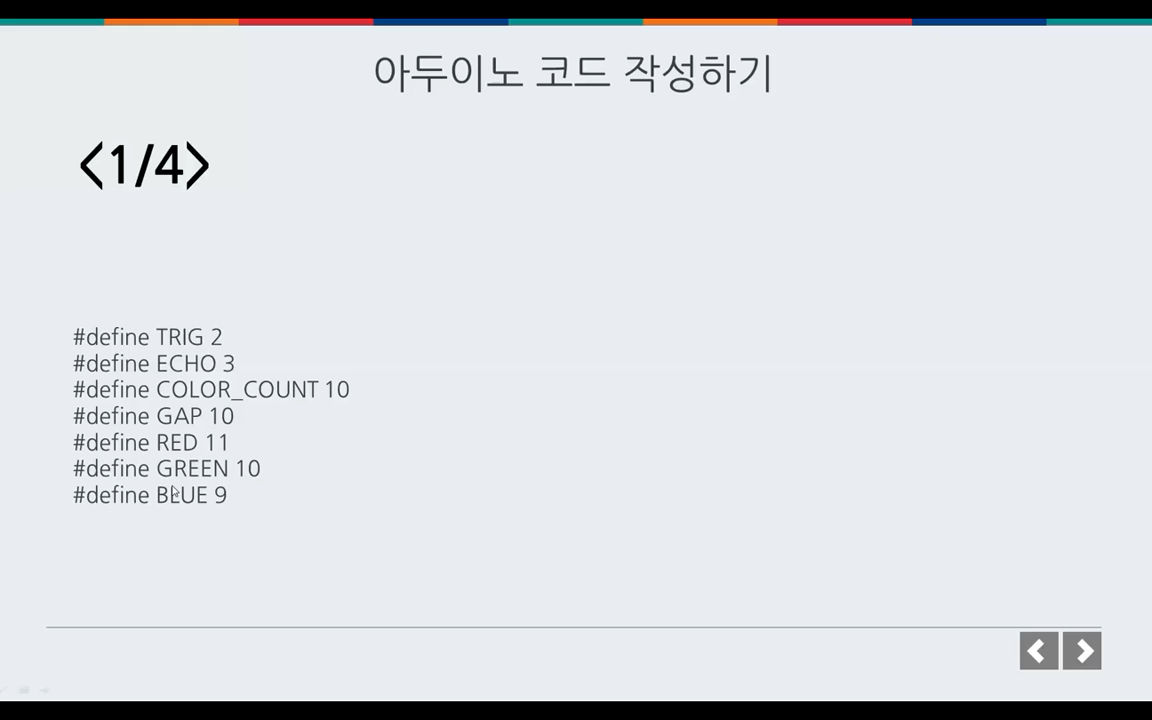 아두이노 코드 작성하기
<1/4>
#define TRIG 2
#define ECHO 3
#define COLOR_COUNT 10
#define GAP 10
#define RED 11
#define GREEN 10
#define BLUE 9